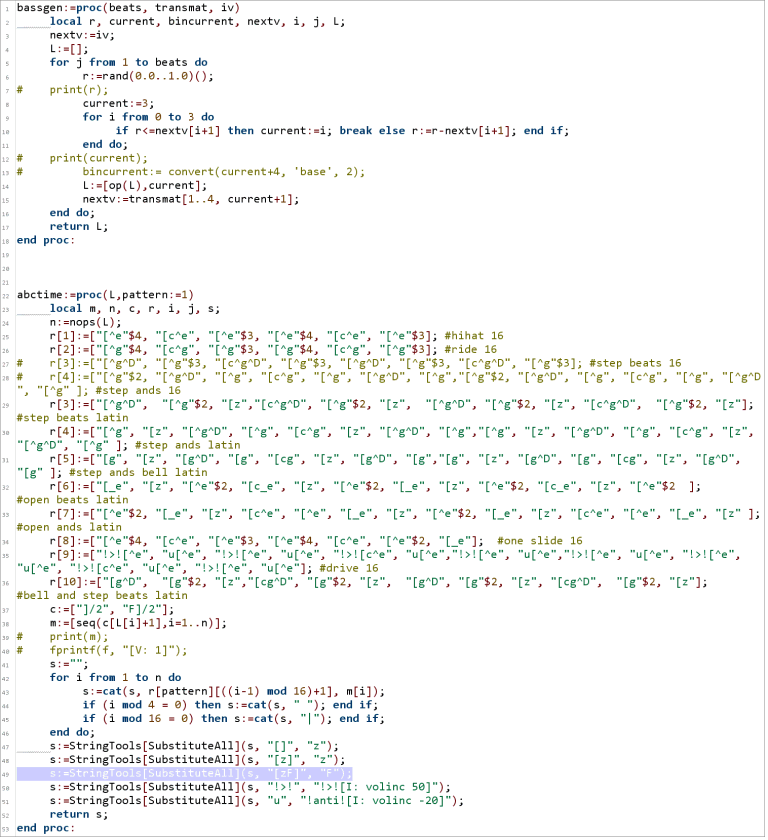 1 bassgen:=proc(beats, transmat, iv)
2 local r, current, bincurrent, nextv, i, j, L;
3 nextv:=iv;
4 L:=[];
5 for j from 1 to beats do
6 r:=rand(0.0..1.0)();
7 # print(r);
8 current:=3;
9 for i from 0 to 3 do
10 if r<=nextv[i+1] then current:=i; break else r:=r-nextv[i+1]; end if;
11 end do;
12 # print(current);
13 # bincurrent:= convert(current+4, 'base', 2);
14 L:=[op(L),current];
15 nextv:=transmat[1..4, current+1];
16 end do;
17 return L;
18 end proc:
19
20
21
22 abctime:=proc(L,pattern:=1)
23 local m, n, c, r, i, j, s;
24 n:=nops(L);
25 r[1]:=["[^e"$4, "[c^e", "[^e"$3, "[^e"$4, "[c^e", "[^e"$3]; #hihat 16
26 r[2]:=["[^g"$4, "[c^g", "[^g"$3, "[^g"$4, "[c^g", "[^g"$3]; #ride 16
27 # r[3]:=["[^g^D", "[^g"$3, "[c^g^D", "[^g"$3, "[^g^D", "[^g"$3, "[c^g^D", "[^g"$3]; #step beats 16
28 # r[4]:=["[^g"$2, "[^g^D", "[^g", "[c^g", "[^g", "[^g^D", "[^g","[^g"$2, "[^g^D", "[^g", "[c^g", "[^g", "[^g^D
", "[^g" ]; #step ands 16
29 r[3]:=["[^g^D", "[^g"$2, "[z","[c^g^D", "[^g"$2, "[z", "[^g^D", "[^g"$2, "[z", "[c^g^D", "[^g"$2, "[z"];
#step beats latin
30 r[4]:=["[^g", "[z", "[^g^D", "[^g", "[c^g", "[z", "[^g^D", "[^g","[^g", "[g", "[z", "[^g^D", "[^g", "[c^g", "[z",
"[^g^D", "[^g" ]; #step ands latin
31 r[5]:=["[g", "[z", "[g^D", "[g", "[cg", "[z", "[g^D", "[g","[g", "[z", "[g^D", "[g", "[cg", "[z", "[g^D",
"[g" ]; #step ands bell latin
32 r[6]:=["[_e", "[z", "[^e"$2, "[c_e", "[z", "[^e"$2, "[_e", "[z", "[^e"$2, "[c_e", "[z", "[^e"$2 ];
#open beats latin
33 r[7]:=["[^e"$2, "[_e", "[z", "[c^e", "[^e", "[_e", "[z", "[^e"$2, "[_e", "[z", "[c^e", "[^e", "[_e", "[z" ];
#open ands latin
34 r[8]:=["[^e"$4, "[c^e", "[^e"$3, "[^e"$4, "[c^e", "[^e"$2, "[_e"]; #one slide 16
35 r[9]:=["!>![^e", "u[^e", "!>![^e", "u[^e", "!>![c^e", "u[^e","!>![^e", "u[^e","!>![^e", "u[^e", "!>![^e",
"u[^e", "!>![c^e", "u[^e", "!>![^e", "u[^e"]; #drive 16
36 r[10]:=["[g^D", "[g"$2, "[z","[cg^D", "[g"$2, "[z", "[g^D", "[g"$2, "[z", "[cg^D", "[g"$2, "[z"];
#bell and step beats latin
37 c:=["]/2", "F]/2"];
38 m:=[seq(c[L[i]+1],i=1..n)];
39 # print(m);
40 # fprintf(f, "[V: 1]");
41 s:="";
42 for i from 1 to n do
43 s:=cat(s, r[pattern][((i-1) mod 16)+1], m[i]);
44 if (i mod 4 = 0) then s:=cat(s, " "); end if;
45 if (i mod 16 = 0) then s:=cat(s, "|"); end if;
46 end do;
47 s:=StringTools[SubstituteAll](s, "[]", "z");
48 s:=StringTools[SubstituteAll](s, "[z]", "z");
49 s:=StringTools[SubstituteAll](s, "[zF]", "F");
50 s:=StringTools[SubstituteAll](s, "!>!", "!>![I: volinc 50]");
51 s:=StringTools[SubstituteAll](s, "u", "!anti![I: volinc -20]");
52 return s;
53 end proc: